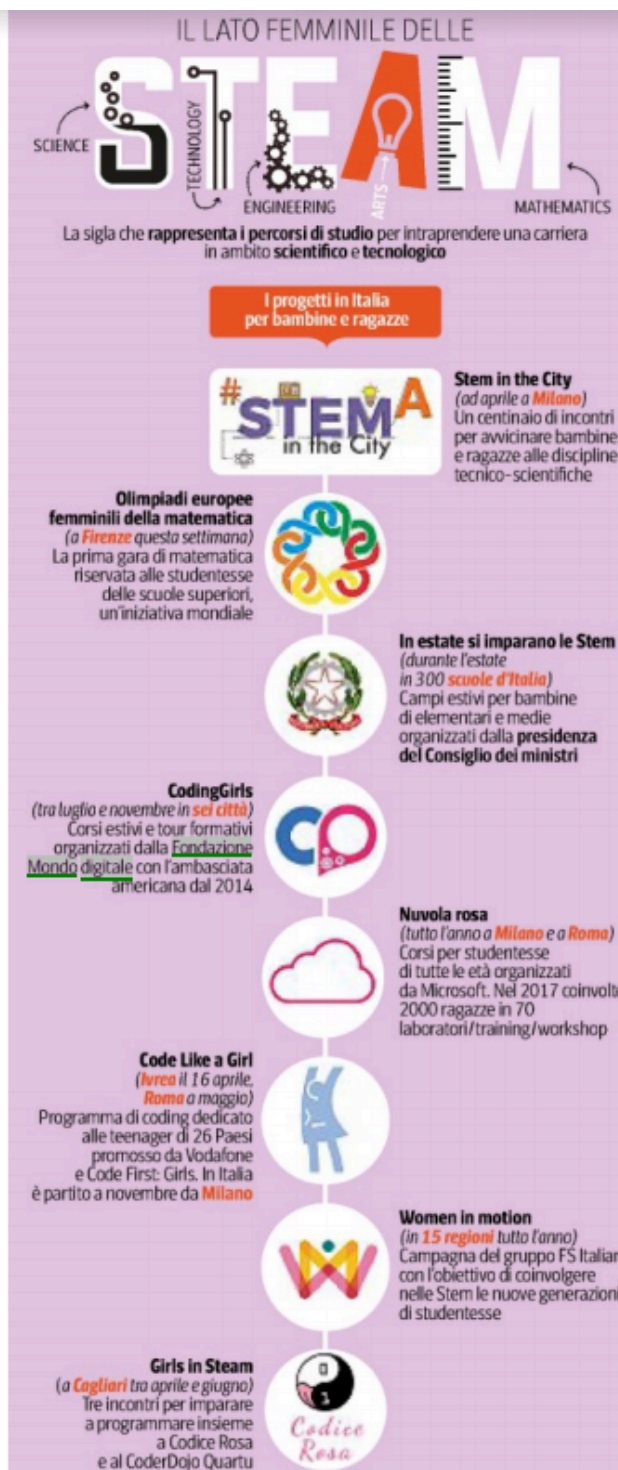 IL LATO FEMMINILE DELLE
STEAM
SCIENCE
TECHNOLOGY
ENGINEERING
ARTS
MATHEMATICS
La sigla che rappresenta i percorsi di studio per intraprendere una carriera
in ambito scientifico e tecnologico
I progetti in Italia
per bambine e ragazze
#STEMA
in the City
Stem in the City
(ad aprile a Milano)
Un centinaio di incontri
per avvicinare bambine
e ragazze alle discipline
tecnico-scientifiche
Olimpiadi europee
femminili della matematica
(a Firenze questa settimana)
La prima gara di matematica
riservata alle studentesse
delle scuole superiori,
un'iniziativa mondiale
In estate si imparano le Stem
(durante l'estate
in 300 scuole d'Italia)
Campi estivi per bambine
di elementari e medie
organizzati dalla presidenza
del Consiglio dei ministri
CodingGirls
(tra luglio e novembre in sei città)
Corsi estivi e tour formativi
organizzati dalla Fondazione
Mondo digitale con l'ambasciata
americana dal 2014
Nuvola rosa
(tutto l'anno a Milano e a Roma)
Corsi per studentesse
di tutte le età organizzati
da Microsoft. Nel 2017 coinvolt
2000 ragazze in 70
laboratori/training/workshop
Code Like a Girl
(Ivrea il 16 aprile,
Roma a maggio)
Programma di coding dedicato
alle teenager di 26 Paesi
promosso da Vodafone
e Code First: Girls. In Italia
è partito a novembre da Milano
Women in motion
(in 15 regioni tutto l'anno)
Campagna del gruppo FS Italian
con l'obiettivo di coinvolgere
nelle Stem le nuove generazioni
di studentesse
Girls in Steam
(a Cagliari tra aprile e giugno)
Tre incontri per imparare
a programmare insieme
a Codice Rosa
e al CoderDojo Quartu
0
1
Codice
Rosa